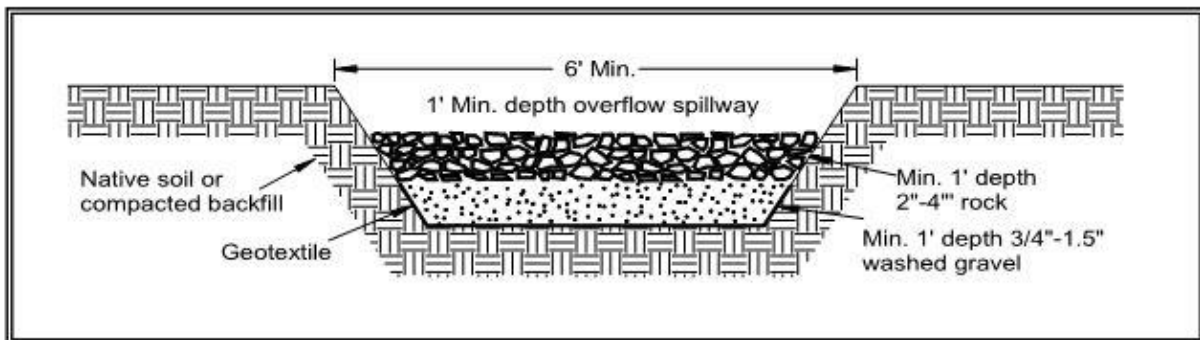 6' Min.
1' Min. depth overflow spillway
Native soil or
compacted backfill
Geotextile
Min. 1' depth
2"-4'" rock
Min. 1' depth 3/4"-1.5"
washed gravel